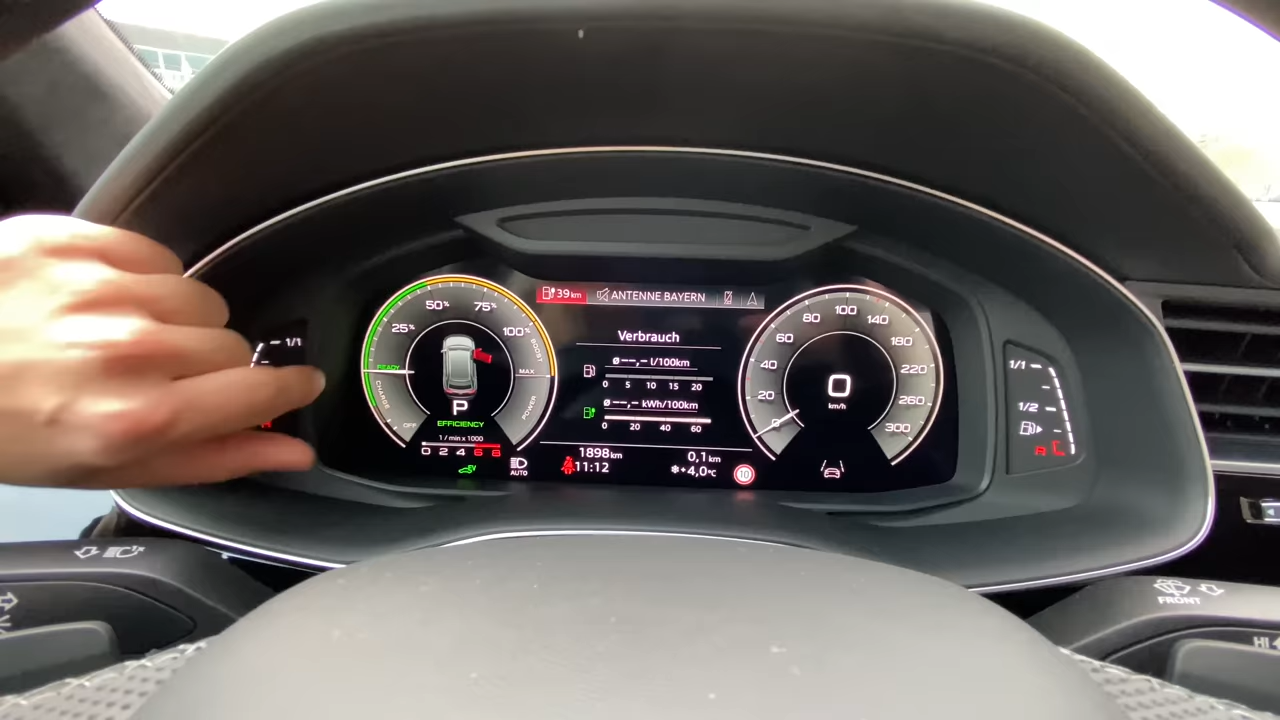 1/1
25%
50%
75%
100%
BOOST
MAX
POWER
READY
CHARGE
OFF
P
EFFICIENCY
1 / min x 1000
0 2 4 6 8
EV
AUTO
39 km
ANTENNE BAYERN
Verbrauch
ø --,- l/100km
0 5 10 15 20
ø --,- kWh/100km
0 20 40 60
1898 km
0,1 km
11:12
+4,0 °C
10
0
20
40
60
80
100
140
180
220
260
300
0
km/h
1/1
1/2
R
FRONT
HI